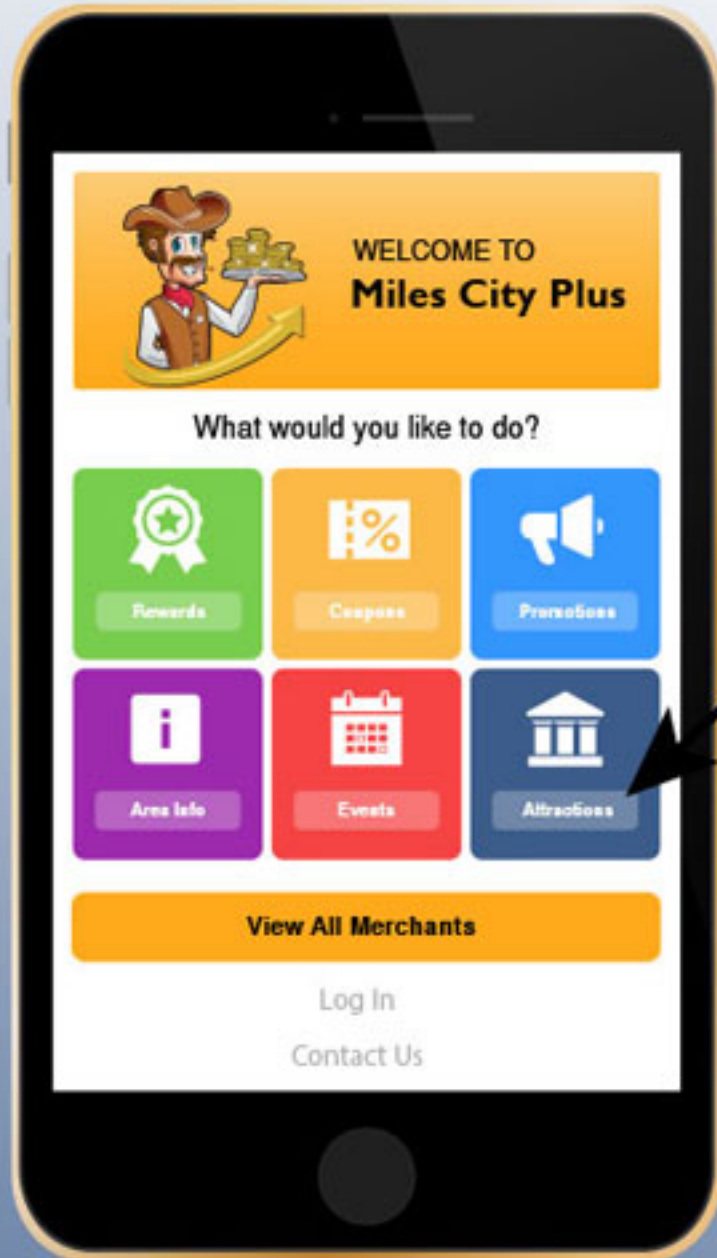 WELCOME TO
Miles City Plus
What would you like to do?
Rewards
Coupons
Promotions
Area Info
Events
Attractions
View All Merchants
Log In
Contact Us